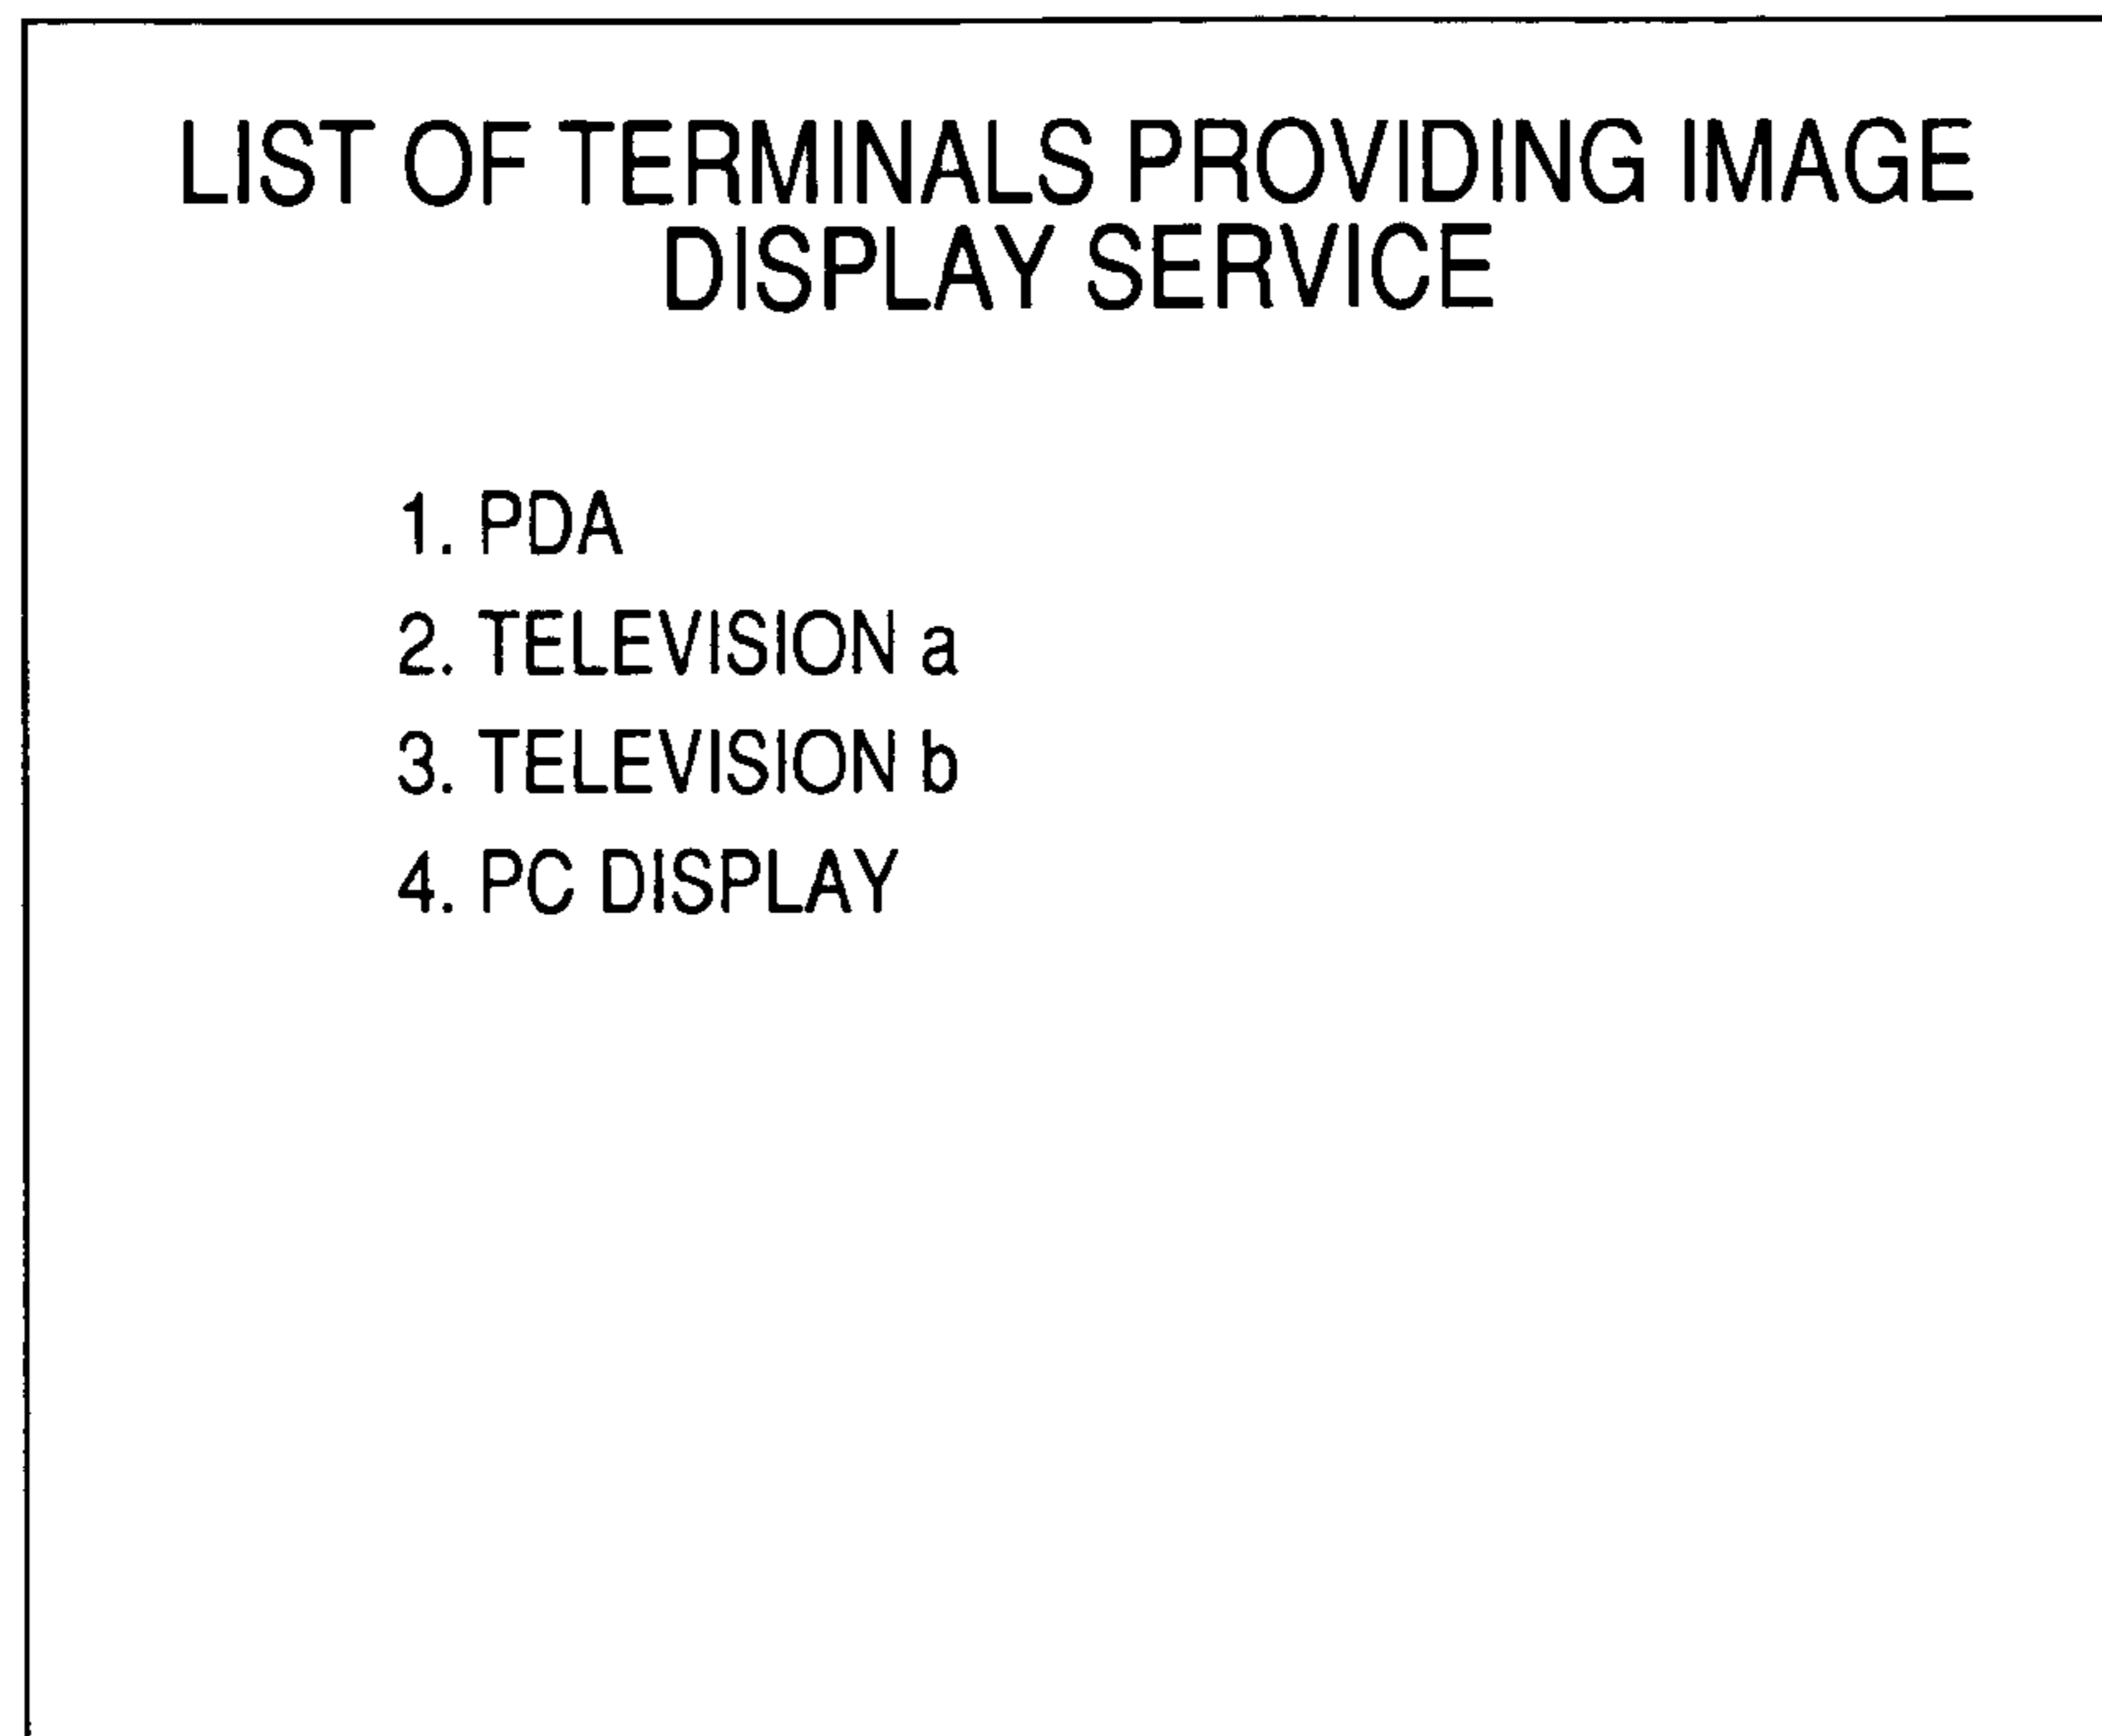 LIST OF TERMINALS PROVIDING IMAGE
DISPLAY SERVICE
1. PDA
2. TELEVISION a
3. TELEVISION b
4. PC DISPLAY